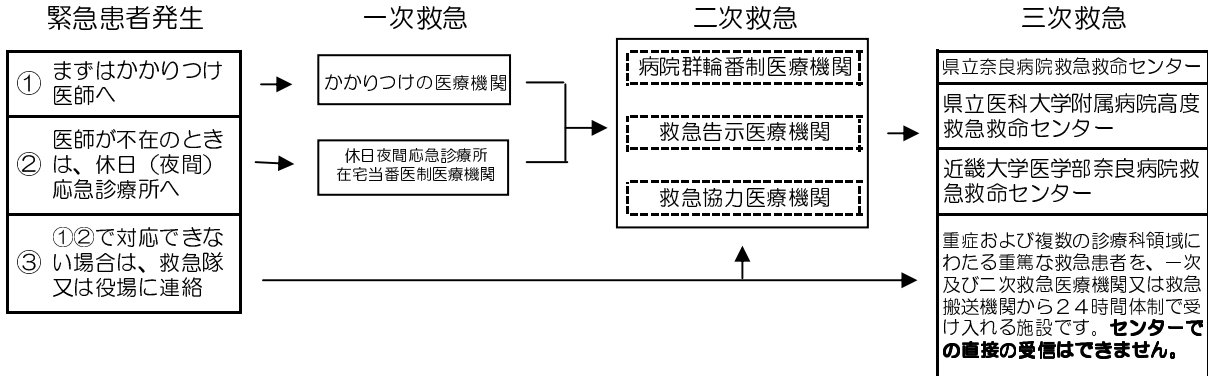 緊急患者発生
一次救急
二次救急
三次救急
①
まずはかかりつけ
医師へ
②
医師が不在のとき
は、休日（夜間）
応急診療所へ
③
①②で対応できな
い場合は、救急隊
又は役場に連絡
かかりつけの医療機関
休日夜間応急診療所
在宅当番医制医療機関
病院群輪番制医療機関
救急告示医療機関
救急協力医療機関
県立奈良病院救急救命センター
県立医科大学附属病院高度
救急救命センター
近畿大学医学部奈良病院救
急救命センター
重症および複数の診療科領域に
わたる重篤な救急患者を、一次
及び二次救急医療機関又は救急
搬送機関から２４時間体制で受
け入れる施設です。センターで
の直接の受信はできません。